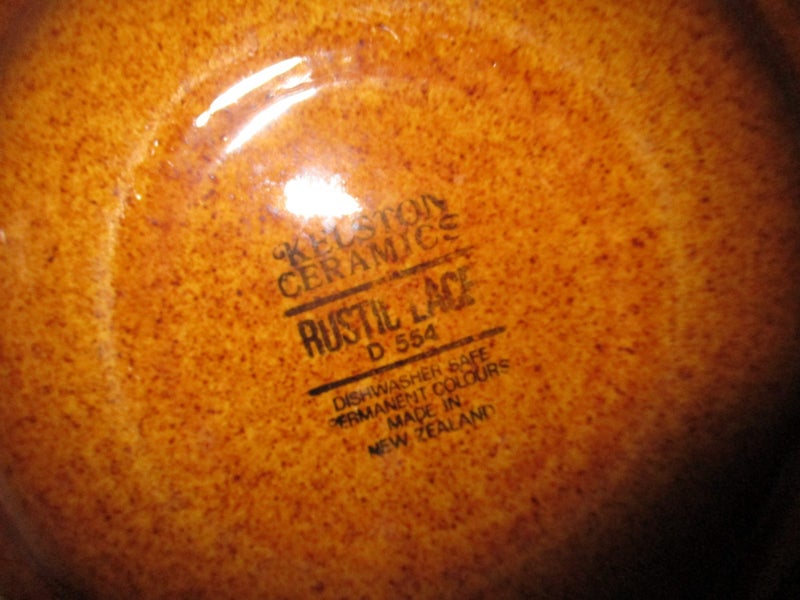 KELSTON
CERAMICS
RUSTIC LACE
D 554
DISHWASHER SAFE
PERMANENT COLOURS
MADE IN
NEW ZEALAND